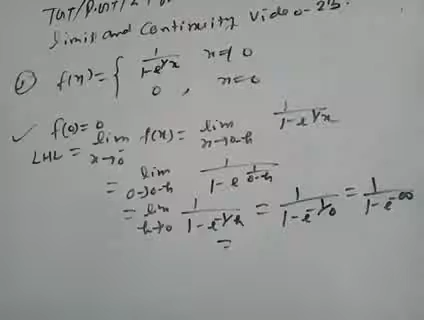 limits and Continuity Video-23.
f(x) = { 1/(1-e^1/x) x≠0
0 , x=0
✓ f(0)=0
LHL = lim x→0⁻ f(x) = lim x→0-h 1/(1-e^1/x)
= lim 0→0-h 1/(1-e^1/(0-h))
= lim h→0 1/(1-e^-1/h) = 1/(1-e^-1/0) = 1/(1-e^-∞)
=